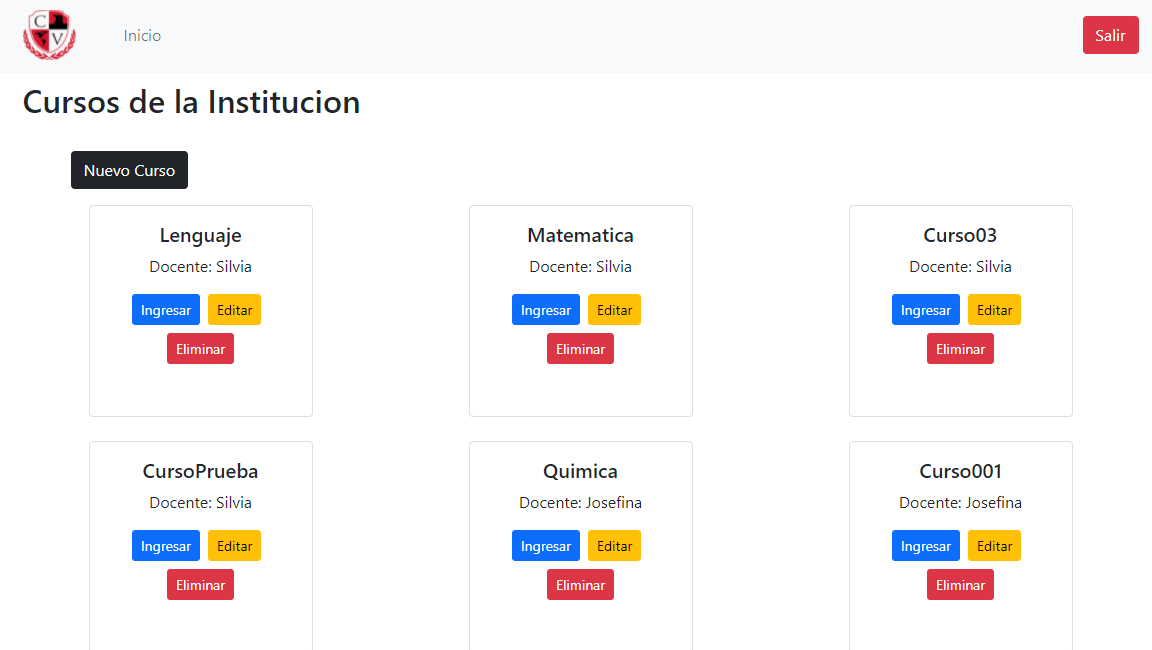 C V
Inicio
Salir
Cursos de la Institucion
Nuevo Curso
Lenguaje
Docente: Silvia
Ingresar Editar
Eliminar
Matematica
Docente: Silvia
Ingresar Editar
Eliminar
Curso03
Docente: Silvia
Ingresar Editar
Eliminar
CursoPrueba
Docente: Silvia
Ingresar Editar
Eliminar
Quimica
Docente: Josefina
Ingresar Editar
Eliminar
Curso001
Docente: Josefina
Ingresar Editar
Eliminar